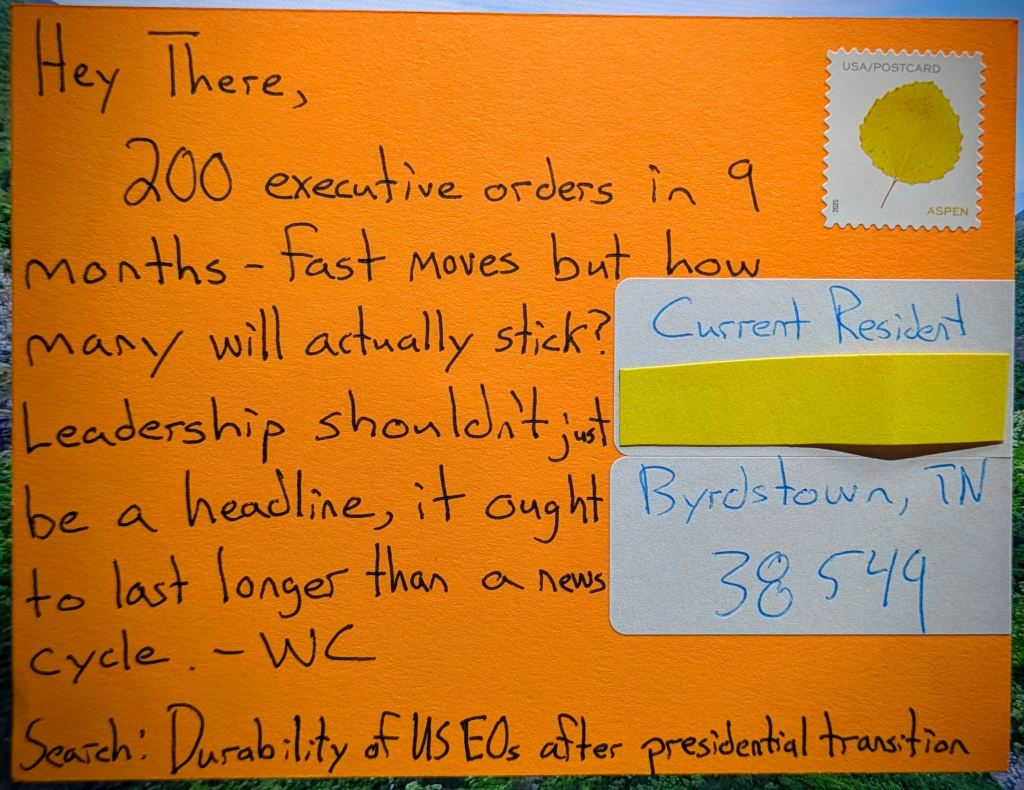 Hey There,
USA/POSTCARD
2025
ASPEN
200 executive orders in 9
months - fast moves but how
many will actually stick?
Leadership shouldn't just
be a headline, it ought
to last longer than a news
cycle. - WC
Current Resident
Byrdstown, TN
38549
Search: Durability of US EOs after presidential transition